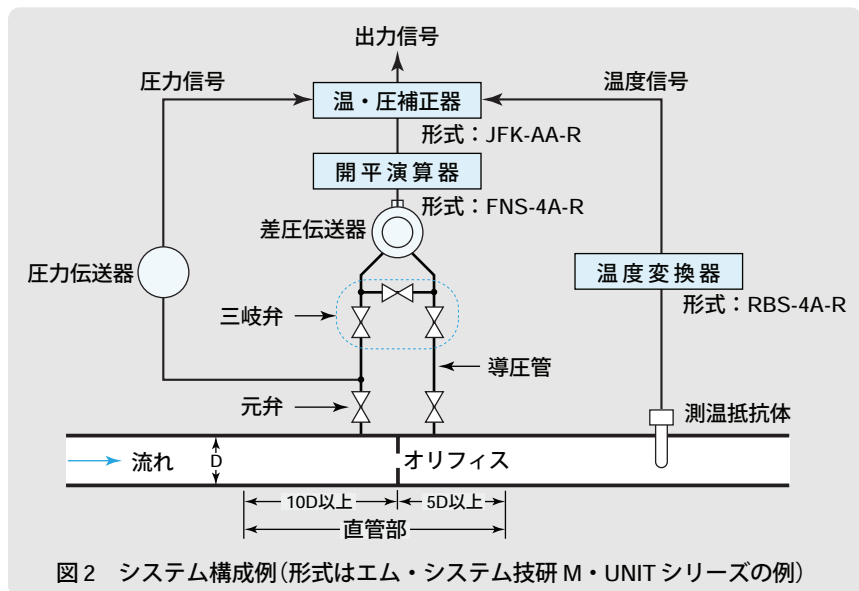 出力信号
圧力信号
温度信号
温・圧補正器
形式：JFK-AA-R
開平演算器
形式：FNS-4A-R
差圧伝送器
圧力伝送器
温度変換器
形式：RBS-4A-R
三岐弁
導圧管
元弁
測温抵抗体
流れ
D
オリフィス
10D以上
5D以上
直管部
図2　システム構成例（形式はエム・システム技研 M・UNIT シリーズの例）